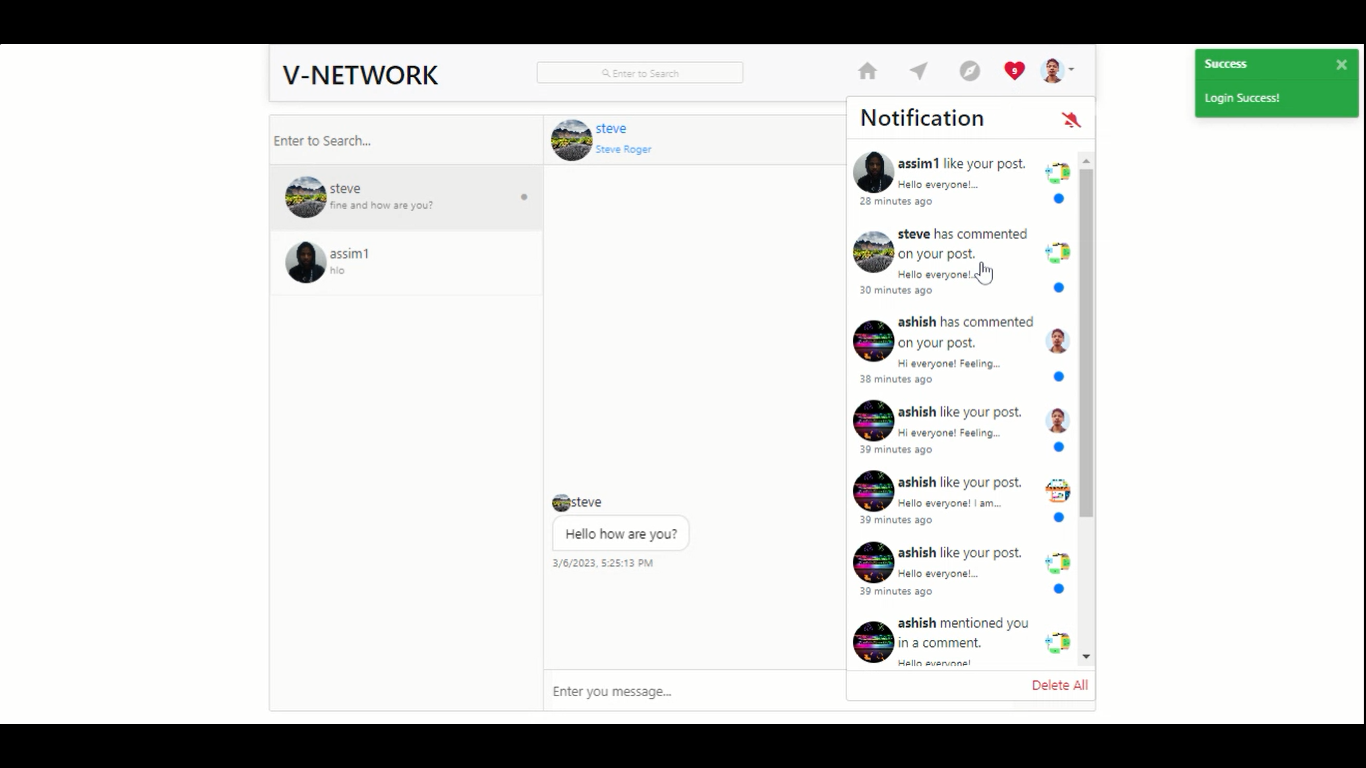 V-NETWORK
Enter to Search
9
Success
Login Success!
Enter to Search...
steve
fine and how are you?
assim1
hlo
steve
Steve Roger
steve
Hello how are you?
3/6/2023, 5:25:13 PM
Enter you message...
Notification
assim1 like your post.
Hello everyone!...
28 minutes ago
steve has commented
on your post.
Hello everyone!...
30 minutes ago
ashish has commented
on your post.
Hi everyone! Feeling...
38 minutes ago
ashish like your post.
Hi everyone! Feeling...
39 minutes ago
ashish like your post.
Hello everyone! I am...
39 minutes ago
ashish like your post.
Hello everyone!...
39 minutes ago
ashish mentioned you
in a comment.
Hello everyone!
Delete All